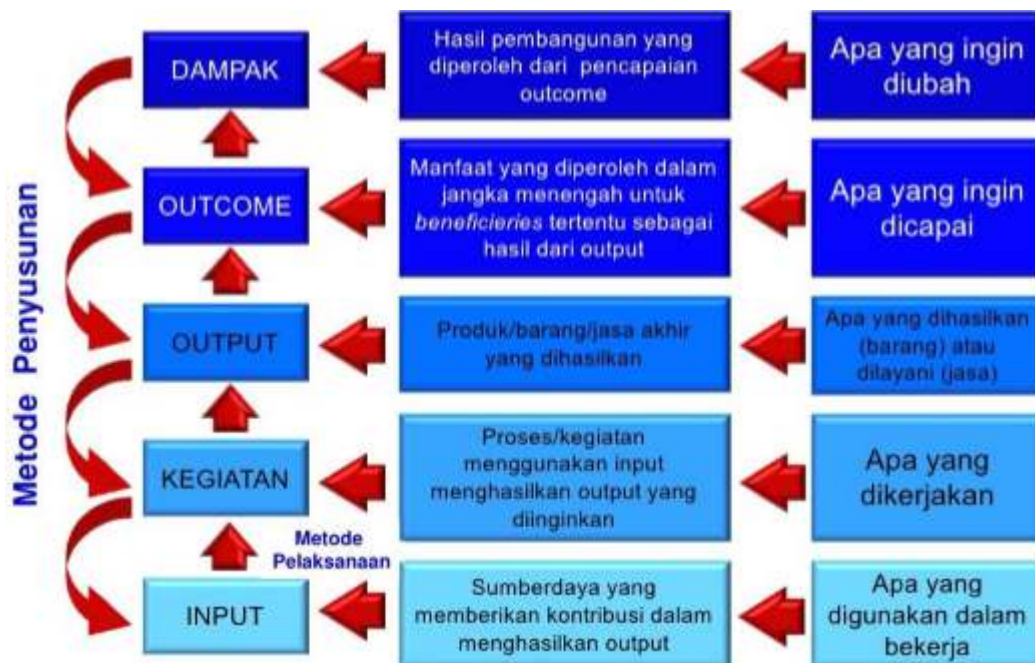 DAMPAK
Hasil pembangunan yang
diperoleh dari pencapaian
outcome
Apa yang ingin
diubah
OUTCOME
Manfaat yang diperoleh dalam
jangka menengah untuk
beneficieries tertentu sebagai
hasil dari output
Apa yang ingin
dicapai
OUTPUT
Produk/barang/jasa akhir
yang dihasilkan
Apa yang dihasilkan
(barang) atau
dilayani (jasa)
KEGIATAN
Proses/kegiatan
menggunakan input
menghasilkan output yang
diinginkan
Apa yang
dikerjakan
INPUT
Sumberdaya yang
memberikan kontribusi dalam
menghasilkan output
Apa yang
digunakan dalam
bekerja
Metode Penyusunan
Metode
Pelaksanaan